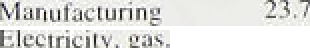 Manufacturing 23.7
Electricity, gas,